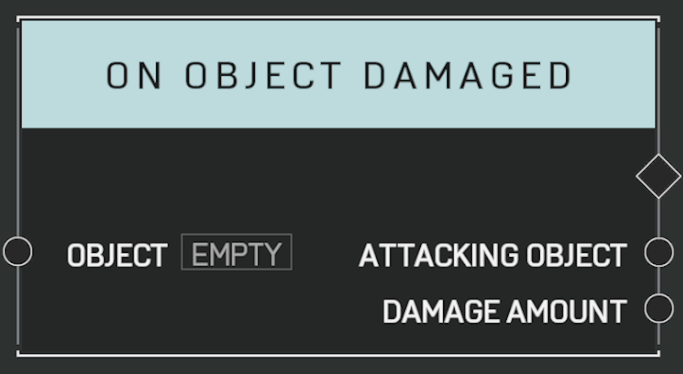 ON OBJECT DAMAGED
OBJECT EMPTY ATTACKING OBJECT
DAMAGE AMOUNT